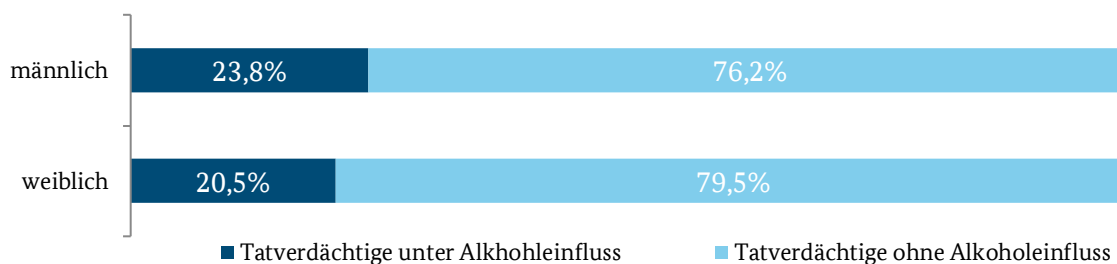 männlich
23,8% 76,2%
weiblich
20,5% 79,5%
Tatverdächtige unter Alkhohleinfluss Tatverdächtige ohne Alkoholeinfluss